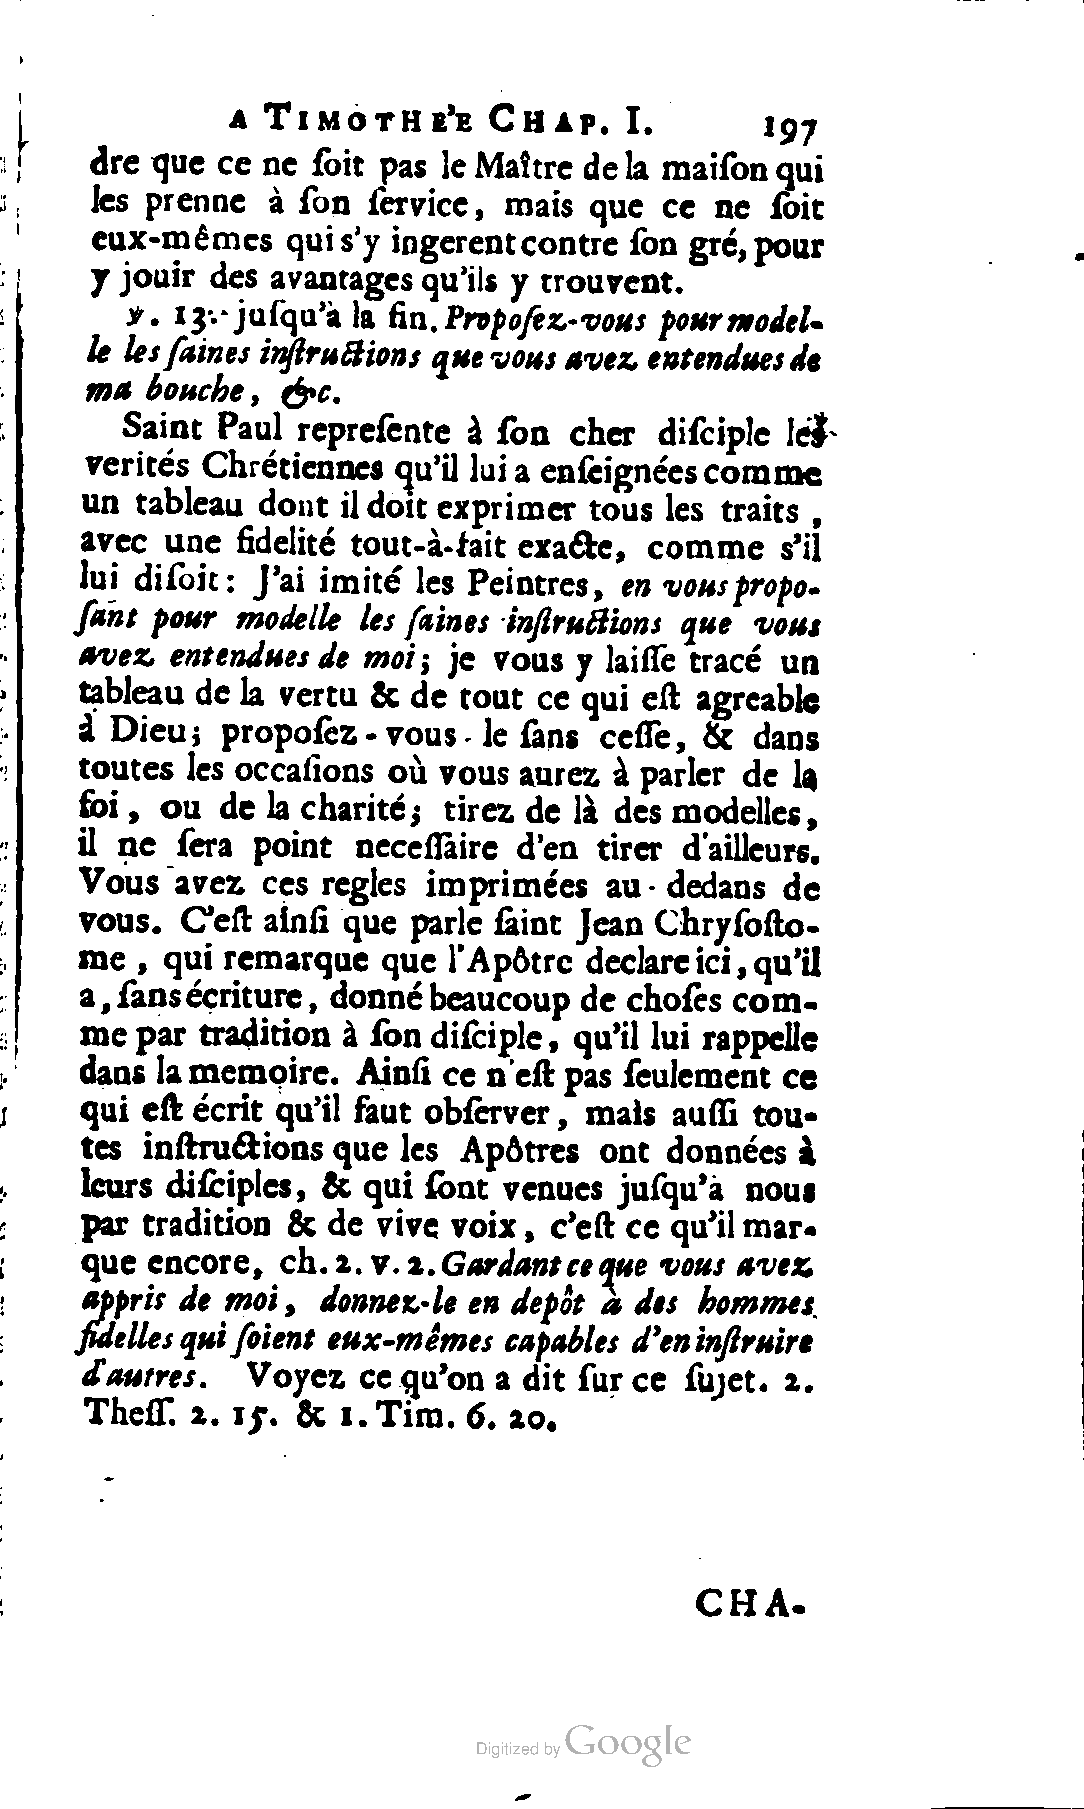 A TIMOTHE'E CHAP. I. 197
dre que ce ne ſoit pas le Maître de la maiſon qui
les prenne à ſon ſervice, mais que ce ne ſoit
eux-mêmes qui s'y ingerent contre ſon gré, pour
y jouir des avantages qu'ils y trouvent.
℣. 13. juſqu'à la fin. Propoſez-vous pour model-
le les ſaines inſtructions que vous avez entendues de
ma bouche, &c.
Saint Paul repreſente à ſon cher diſciple les
verités Chrétiennes qu'il lui a enſeignées comme
un tableau dont il doit exprimer tous les traits,
avec une fidelité tout-à-fait exacte, comme s'il
lui diſoit: J'ai imité les Peintres, en vous propo-
ſant pour modelle les ſaines inſtructions que vous
avez entendues de moi; je vous y laiſſe tracé un
tableau de la vertu & de tout ce qui eſt agreable
à Dieu; propoſez-vous-le ſans ceſſe, & dans
toutes les occaſions où vous aurez à parler de la
foi, ou de la charité; tirez de là des modelles,
il ne ſera point neceſſaire d'en tirer d'ailleurs.
Vous avez ces regles imprimées au-dedans de
vous. C'eſt ainſi que parle ſaint Jean Chryſoſto-
me, qui remarque que l'Apôtre declare ici, qu'il
a, ſans écriture, donné beaucoup de choſes com-
me par tradition à ſon diſciple, qu'il lui rappelle
dans la memoire. Ainſi ce n'eſt pas ſeulement ce
qui eſt écrit qu'il faut obſerver, mais auſſi tou-
tes inſtructions que les Apôtres ont données à
leurs diſciples, & qui ſont venues juſqu'à nous
par tradition & de vive voix, c'eſt ce qu'il mar-
que encore, ch. 2. v. 2. Gardant ce que vous avez
appris de moi, donnez-le en depôt à des hommes
fidelles qui ſoient eux-mêmes capables d'en inſtruire
d'autres. Voyez ce qu'on a dit ſur ce ſujet. 2.
Theſſ. 2. 15. & 1. Tim. 6. 20.
CHA-
Digitized by Google